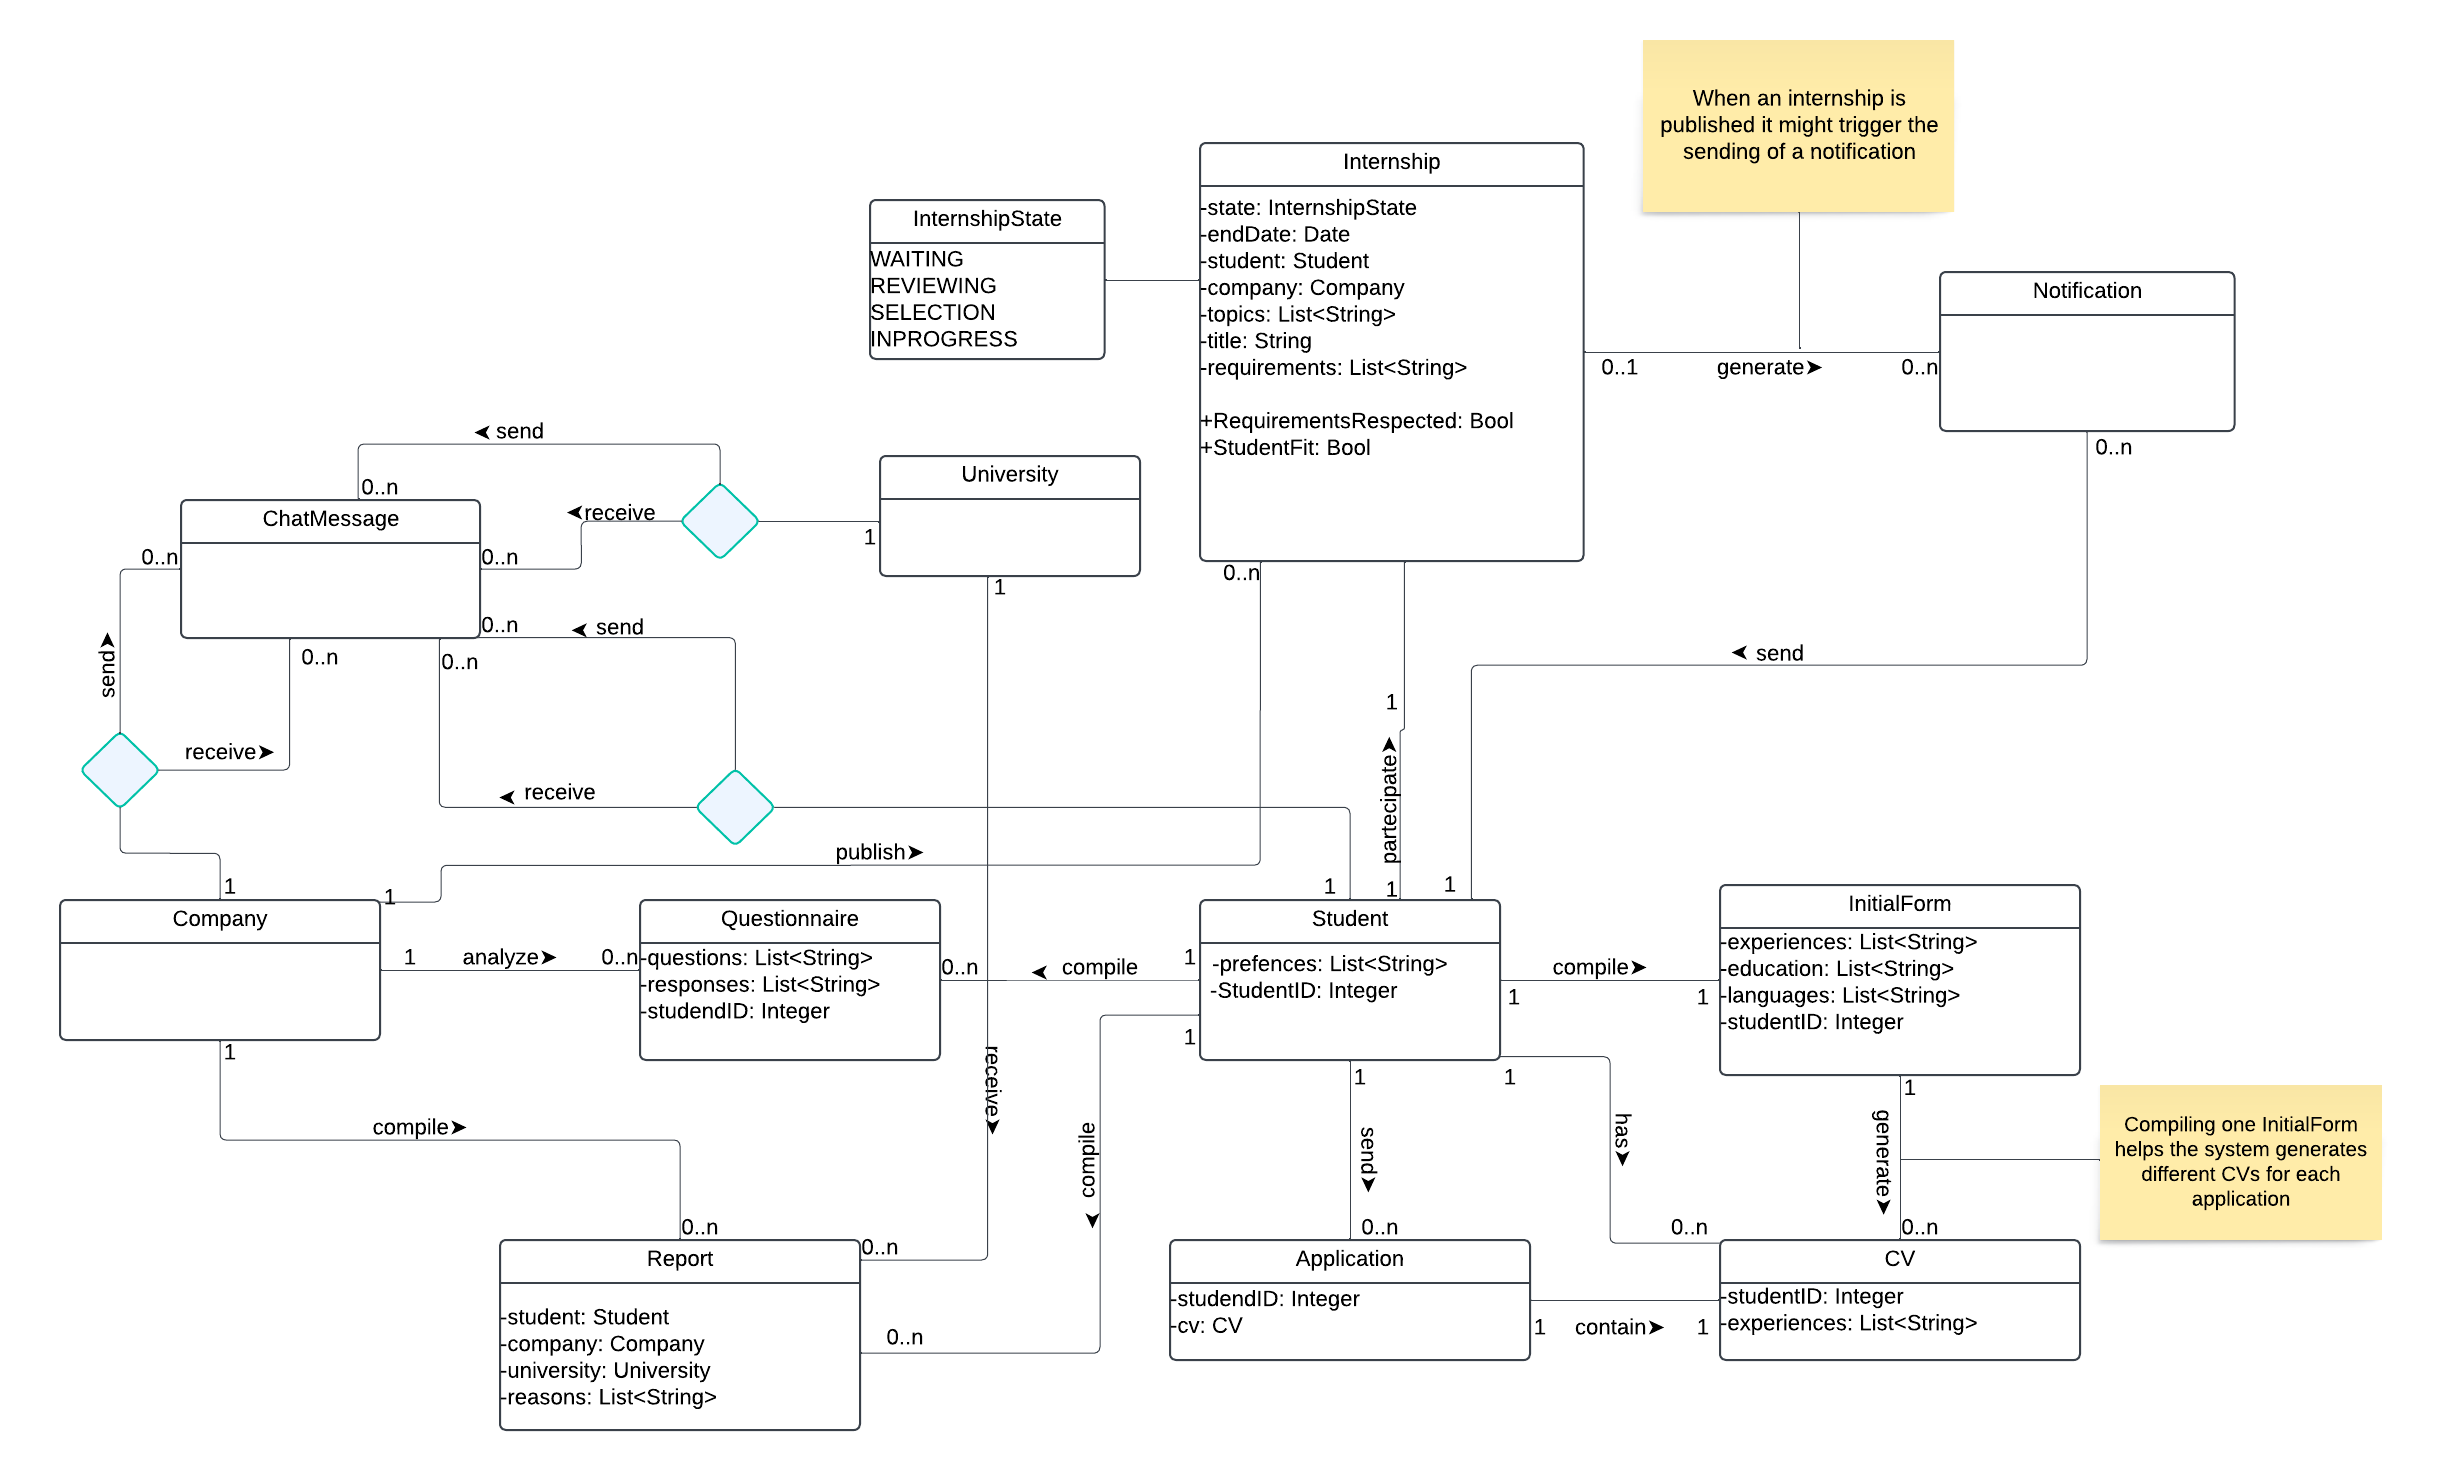 When an internship is
published it might trigger the
sending of a notification
Internship
-state: InternshipState
-endDate: Date
-student: Student
-company: Company
-topics: List<String>
-title: String
-requirements: List<String>
+RequirementsRespected: Bool
+StudentFit: Bool
InternshipState
WAITING
REVIEWING
SELECTION
INPROGRESS
Notification
0..1
generate
0..n
0..n
send
0..n
ChatMessage
receive
0..n
1
University
1
0..n
send
0..n
receive
0..n
send
0..n
receive
0..n
1
partecipate
1
send
1
publish
1
1
1
Company
1
analyze
0..n
Questionnaire
-questions: List<String>
-responses: List<String>
-studendID: Integer
0..n
compile
1
Student
-prefences: List<String>
-StudentID: Integer
1
compile
1
InitialForm
-experiences: List<String>
-education: List<String>
-languages: List<String>
-studentID: Integer
1
compile
0..n
receive
0..n
1
compile
0..n
1
send
0..n
1
has
0..n
1
generate
0..n
Compiling one InitialForm
helps the system generates
different CVs for each
application
Report
-student: Student
-company: Company
-university: University
-reasons: List<String>
Application
-studendID: Integer
-cv: CV
1
contain
1
CV
-studentID: Integer
-experiences: List<String>